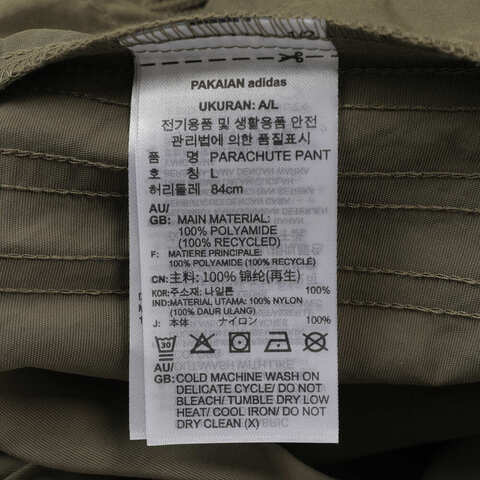 1/2
PAKAIAN adidas
UKURAN: A/L
전기용품 및 생활용품 안전
관리법에 의한 품질표시
품 명 PARACHUTE PANT
호 칭 L
허리둘레 84cm
AU/
GB: MAIN MATERIAL:
100% POLYAMIDE
(100% RECYCLED)
F: MATIERE PRINCIPALE:
100% POLYAMIDE (100% RECYCLÉ)
CN: 主料: 100% 锦纶(再生)
KOR: 주소재: 나일론 100%
IND: MATERIAL UTAMA: 100% NYLON
(100% DAUR ULANG)
J: 本体 ナイロン 100%
30
AU/
GB: COLD MACHINE WASH ON
DELICATE CYCLE/ DO NOT
BLEACH/ TUMBLE DRY LOW
HEAT/ COOL IRON/ DO NOT
DRY CLEAN (X)